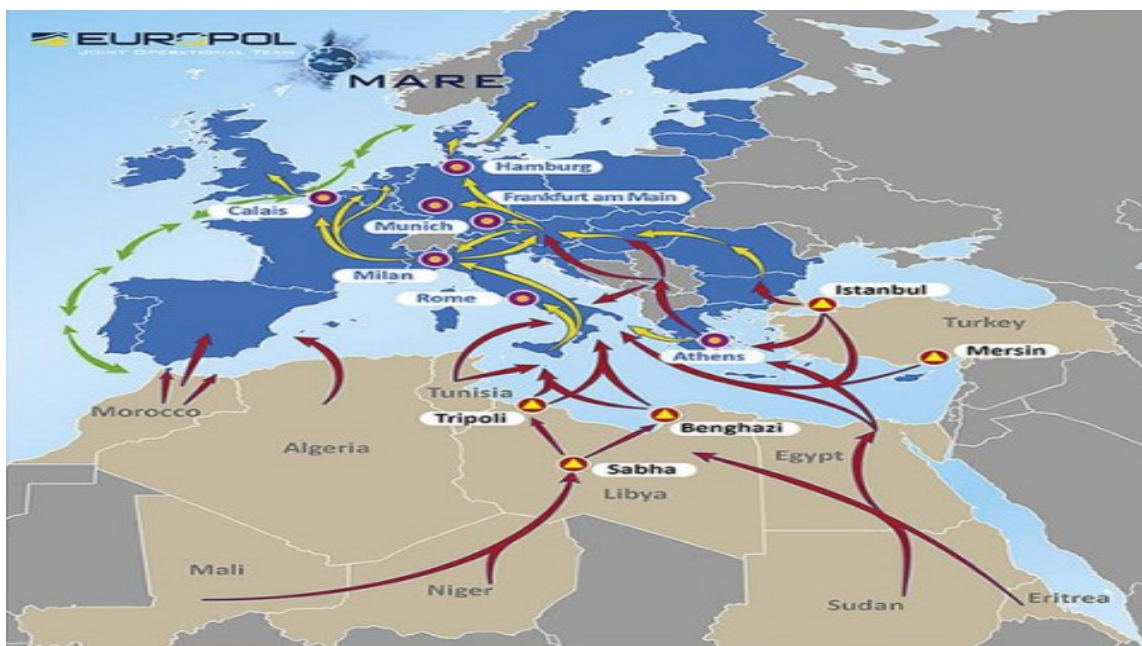 EUROPOL
JOINT OPERATIONAL TEAM
MARE
Hamburg
Frankfurt am Main
Calais
Munich
Milan
Rome
Istanbul
Turkey
Athens
Mersin
Morocco
Tunisia
Tripoli
Benghazi
Algeria
Egypt
Sabha
Libya
Mali
Niger
Sudan
Eritrea